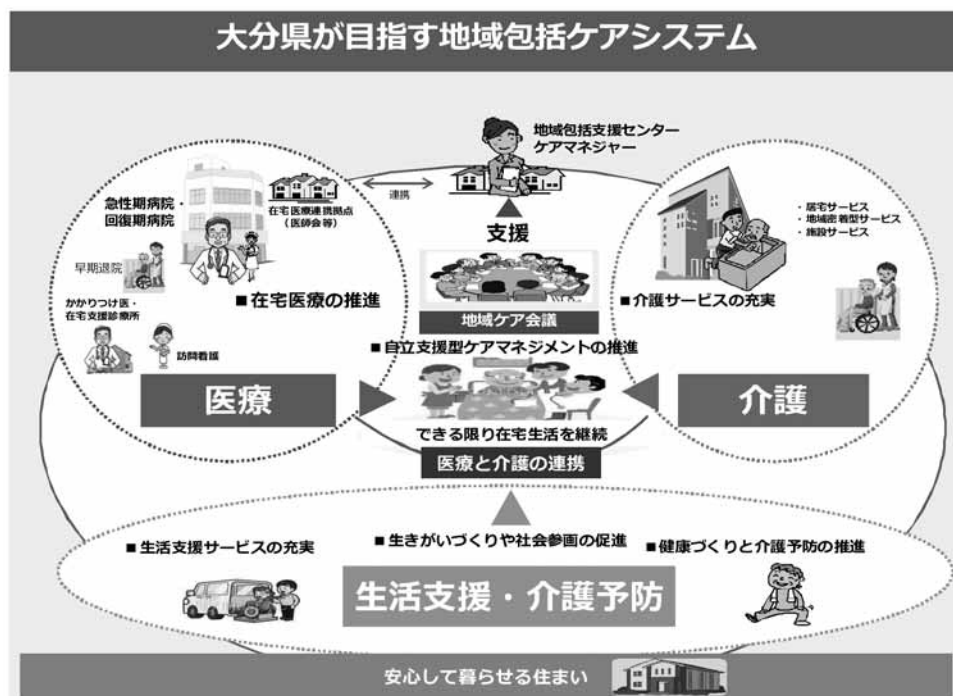 大分県が目指す地域包括ケアシステム
地域包括支援センター
ケアマネジャー
急性期病院・
回復期病院
在宅医療連携拠点
（医師会等）
連携
支援
・居宅サービス
・地域密着型サービス
・施設サービス
早期退院
■在宅医療の推進
■介護サービスの充実
かかりつけ医・
在宅支援診療所
訪問看護
地域ケア会議
■自立支援型ケアマネジメントの推進
医療
介護
できる限り在宅生活を継続
医療と介護の連携
■生活支援サービスの充実
■生きがいづくりや社会参画の促進
■健康づくりと介護予防の推進
生活支援・介護予防
安心して暮らせる住まい